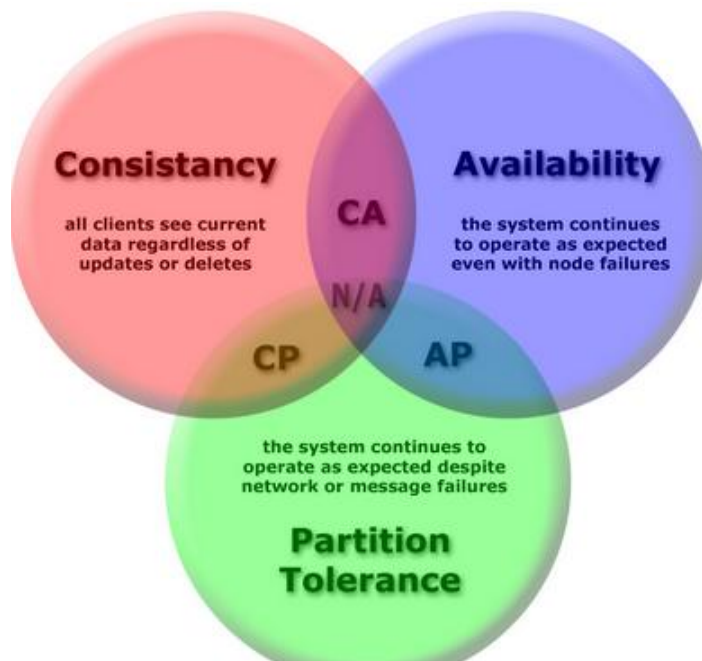 Consistancy
all clients see current
data regardless of
updates or deletes
Availability
the system continues
to operate as expected
even with node failures
CA
N/A
CP
AP
the system continues to
operate as expected despite
network or message failures
Partition
Tolerance